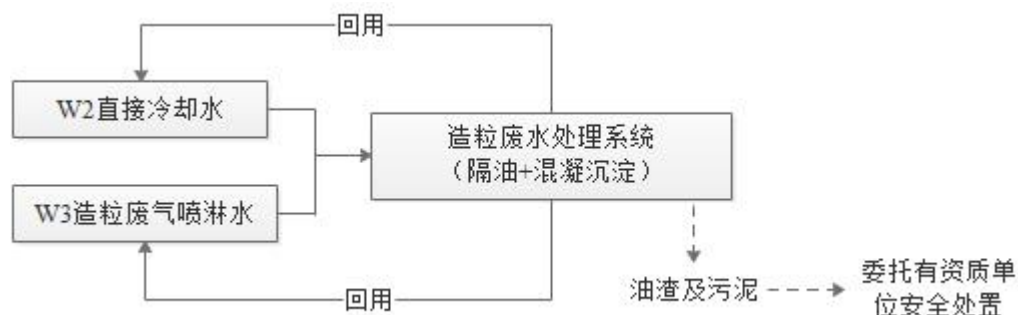 回用
W2直接冷却水
造粒废水处理系统
（隔油+混凝沉淀）
W3造粒废气喷淋水
回用
油渣及污泥
委托有资质单
位安全处置